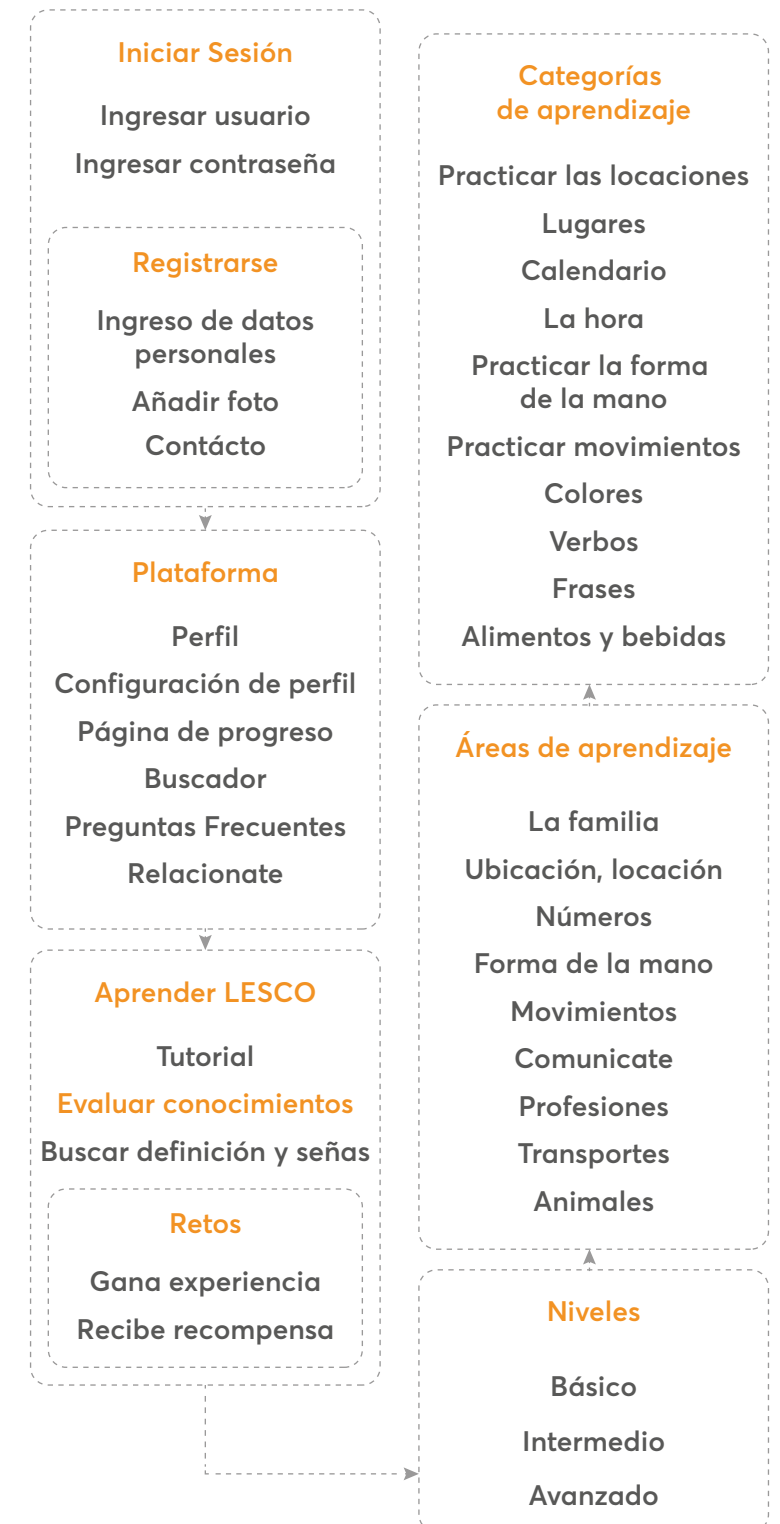 Iniciar Sesión
Ingresar usuario
Ingresar contraseña
Registrarse
Ingreso de datos
personales
Añadir foto
Contácto
Plataforma
Perfil
Configuración de perfil
Página de progreso
Buscador
Preguntas Frecuentes
Relacionate
Aprender LESCO
Tutorial
Evaluar conocimientos
Buscar definición y señas
Retos
Gana experiencia
Recibe recompensa
Niveles
Básico
Intermedio
Avanzado
Áreas de aprendizaje
La familia
Ubicación, locación
Números
Forma de la mano
Movimientos
Comunicate
Profesiones
Transportes
Animales
Categorías
de aprendizaje
Practicar las locaciones
Lugares
Calendario
La hora
Practicar la forma
de la mano
Practicar movimientos
Colores
Verbos
Frases
Alimentos y bebidas